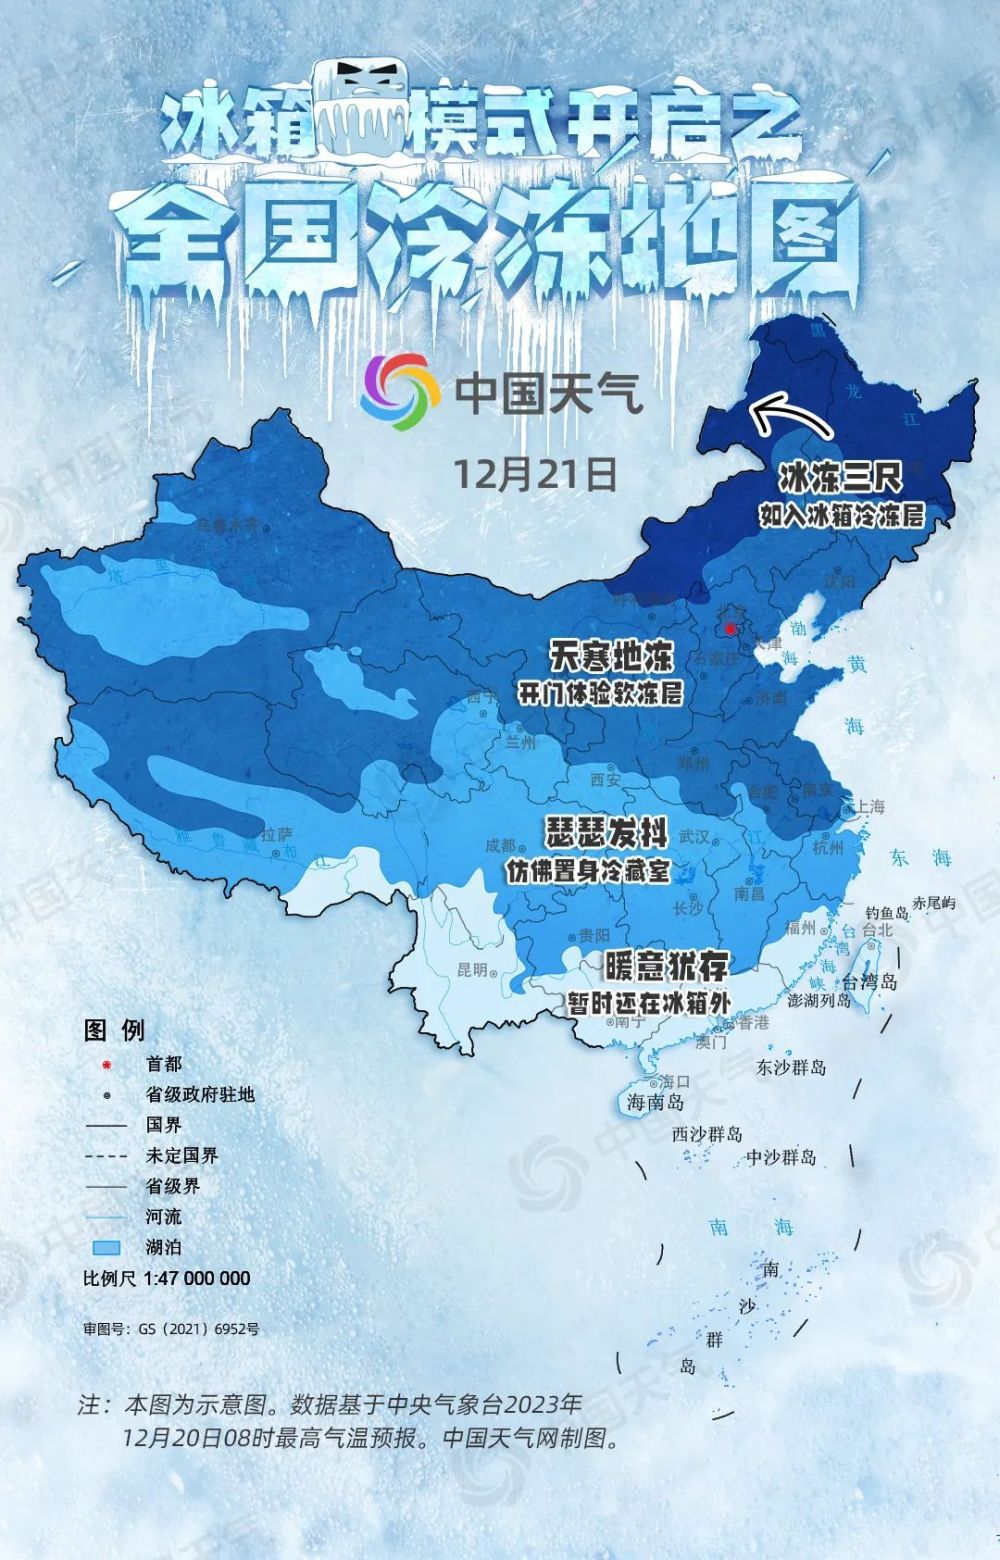 冰箱模式开启之
全国冷冻地图
中国天气
12月21日
黑
龙
江
冰冻三尺
如入冰箱冷冻层
乌鲁木齐
塔里
沈阳
呼和浩特
北京
天津
渤
海
石家庄
黄
海
天寒地冻
开门体验软冻层
西宁
济南
兰州
西安
郑州
合肥
南京
上海
瑟瑟发抖
仿佛置身冷藏室
拉萨
雅鲁藏布江
成都
武汉
江
杭州
东海
南昌
长沙
钓鱼岛
赤尾屿
贵阳
福州
台北
台湾海峡
台湾岛
澎湖列岛
昆明
暖意犹存
暂时还在冰箱外
南宁
香港
澳门
东沙群岛
海口
海南岛
西沙群岛
中沙群岛
南海
南沙群岛
图例
首都
省级政府驻地
国界
未定国界
省级界
河流
湖泊
比例尺 1:47 000 000
审图号：GS（2021）6952号
注：本图为示意图。数据基于中央气象台2023年
12月20日08时最高气温预报。中国天气网制图。